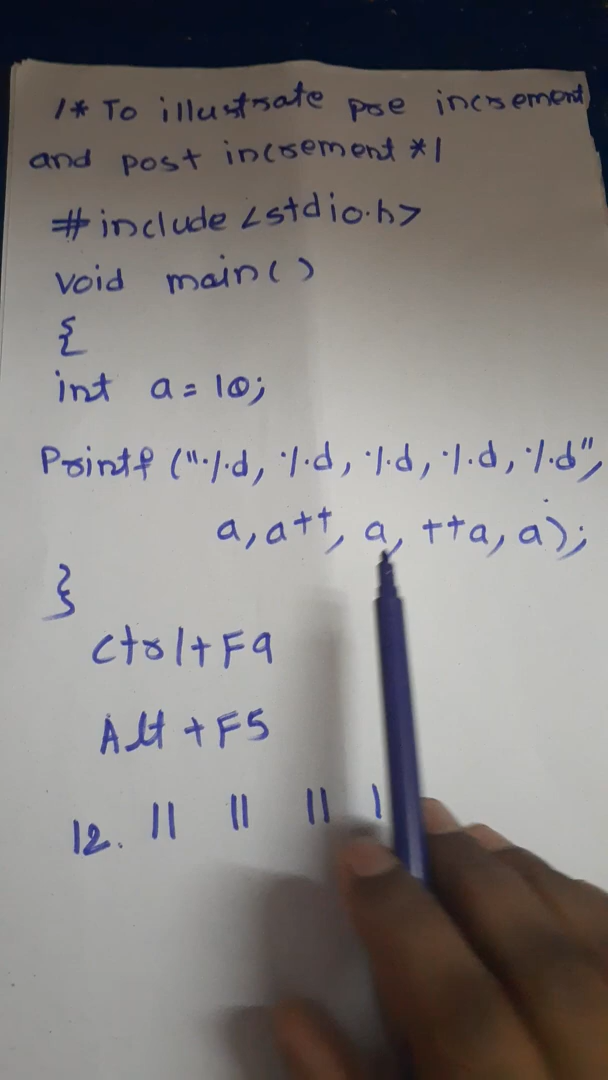 /* To illustrate pre increment
and post increment */
#include <stdio.h>
void main()
{
int a = 10;
Printf ("%d, %d, %d, %d, %d",
a, a++, a, ++a, a);
}
Ctrl + F9
Alt + F5
12. 11 11 11 1